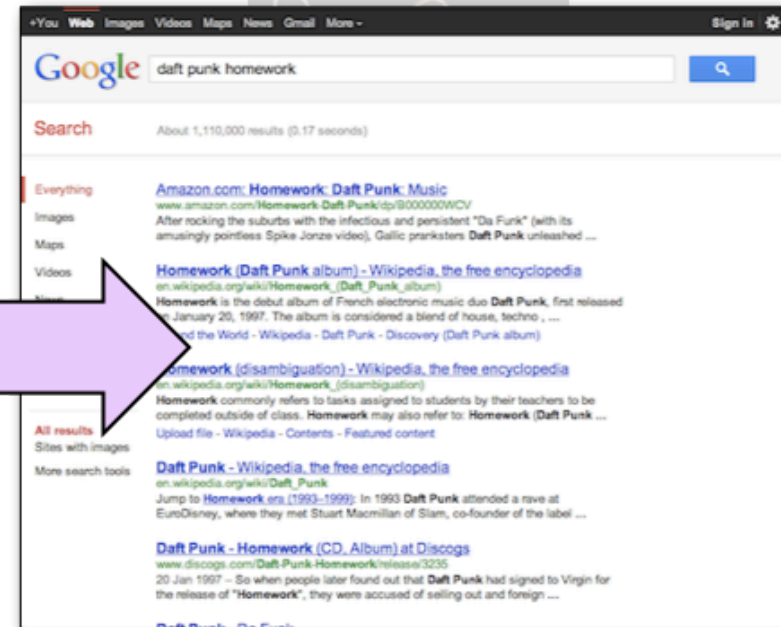 +You Web Images Videos Maps News Gmail More -
Sign in
Google
daft punk homework
Search
About 1,110,000 results (0.17 seconds)
Everything
Images
Maps
Videos
News
All results
Sites with images
More search tools
Amazon.com: Homework: Daft Punk: Music
www.amazon.com/Homework-Daft-Punk/dp/B000000WCV
After rocking the suburbs with the infectious and persistent "Da Funk" (with its
amusingly pointless Spike Jonze video), Gallic pranksters Daft Punk unleashed ...
Homework (Daft Punk album) - Wikipedia, the free encyclopedia
en.wikipedia.org/wiki/Homework_(Daft_Punk_album)
Homework is the debut album of French electronic music duo Daft Punk, first released
on January 20, 1997. The album is considered a blend of house, techno , ...
the World - Wikipedia - Daft Punk - Discovery (Daft Punk album)
Homework (disambiguation) - Wikipedia, the free encyclopedia
en.wikipedia.org/wiki/Homework_(disambiguation)
Homework commonly refers to tasks assigned to students by their teachers to be
completed outside of class. Homework may also refer to: Homework (Daft Punk ...
Upload file - Wikipedia - Contents - Featured content
Daft Punk - Wikipedia, the free encyclopedia
en.wikipedia.org/wiki/Daft_Punk
Jump to Homework era (1993–1999): In 1993 Daft Punk attended a rave at
EuroDisney, where they met Stuart Macmillan of Slam, co-founder of the label ...
Daft Punk - Homework (CD, Album) at Discogs
www.discogs.com/Daft-Punk-Homework/release/3235
20 Jan 1997 – So when people later found out that Daft Punk had signed to Virgin for
the release of "Homework", they were accused of selling out and foreign ....
Daft Punk - Da Funk